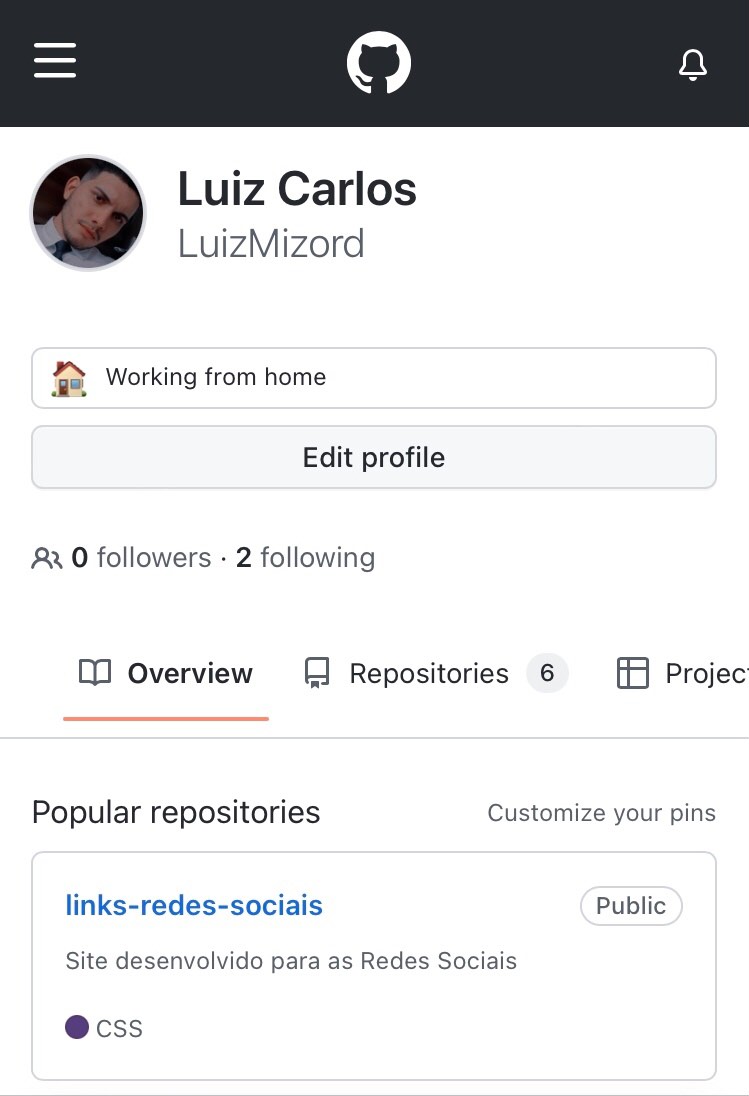 Luiz Carlos
LuizMizord
Working from home
Edit profile
0 followers · 2 following
Overview Repositories 6 Projec
Popular repositories Customize your pins
links-redes-sociais Public
Site desenvolvido para as Redes Sociais
CSS